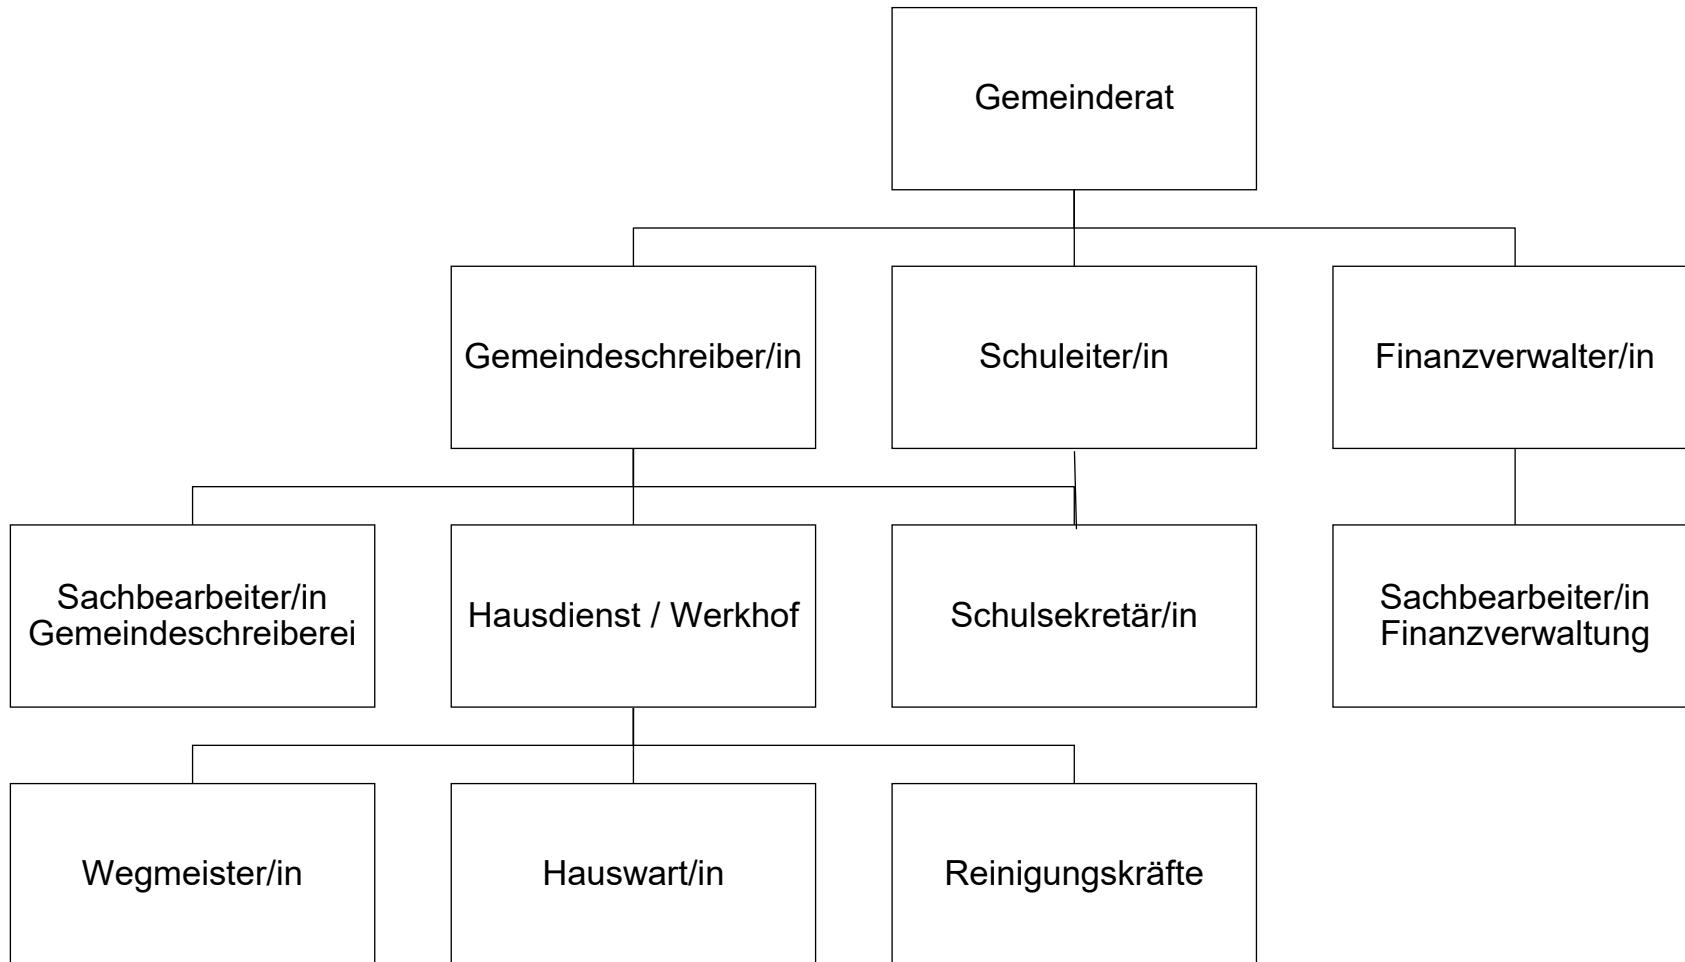 Gemeinderat
Gemeindeschreiber/in
Schuleiter/in
Finanzverwalter/in
Sachbearbeiter/in
Gemeindeschreiberei
Hausdienst / Werkhof
Schulsekretär/in
Sachbearbeiter/in
Finanzverwaltung
Wegmeister/in
Hauswart/in
Reinigungskräfte